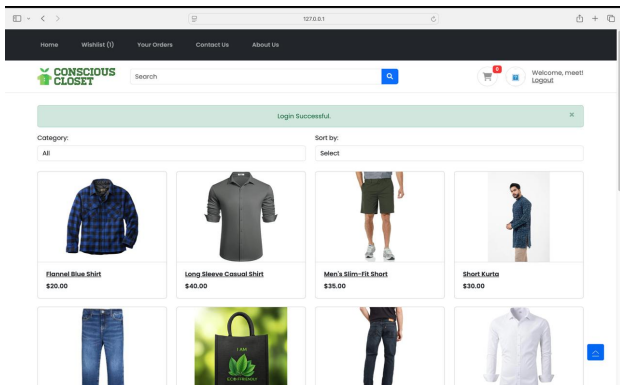 127.0.0.1
Home Wishlist (1) Your Orders Contact Us About Us
CONSCIOUS
CLOSET
Search
0
Welcome, meet!
Logout
Login Successful.
×
Category:
Sort by:
All
Select
Flannel Blue Shirt
$20.00
Long Sleeve Casual Shirt
$40.00
Men's Slim-Fit Short
$35.00
Short Kurta
$30.00
I AM
ECO-FRIENDLY